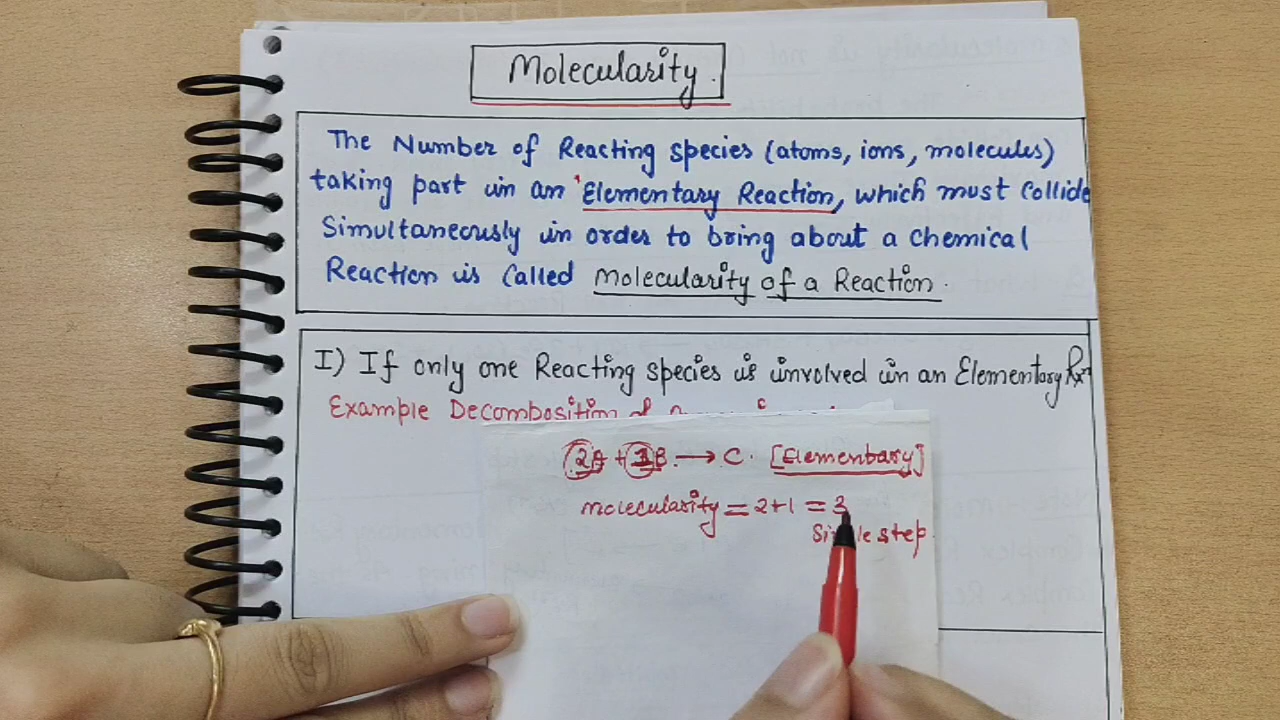 Molecularity.
The Number of Reacting species (atoms, ions, molecules)
taking part in an Elementary Reaction, which must collide
Simultaneously in order to bring about a chemical
Reaction is called Molecularity of a Reaction.
I) If only one Reacting species is involved in an Elementary Rxn
Example Decomposition of
2A + 1B → C. [Elementary]
Molecularity = 2+1 = 3
step